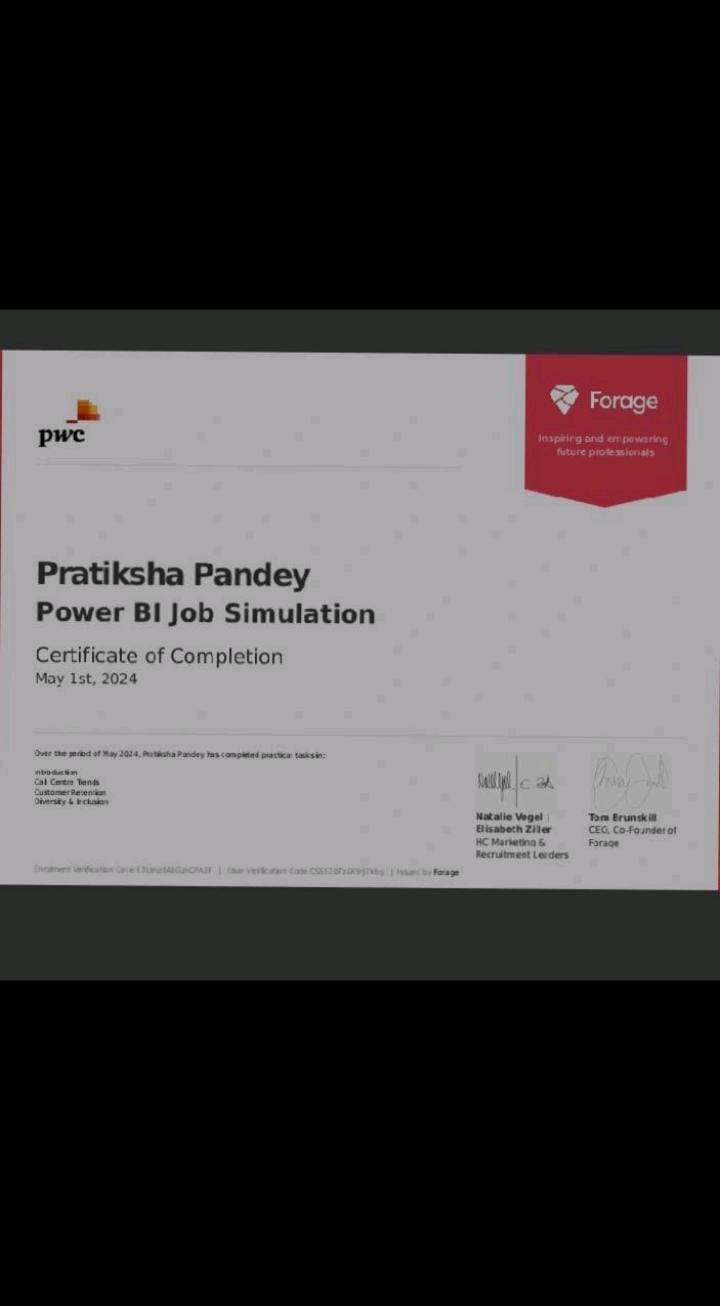 pwc
Forage
Inspiring and empowering
future professionals
Pratiksha Pandey
Power BI Job Simulation
Certificate of Completion
May 1st, 2024
Over the period of May 2024, Pratiksha Pandey has completed practical tasks in:
Introduction
Call Centre Trends
Customer Retention
Diversity & Inclusion
Natalie Vogel |
Elisabeth Ziller
HC Marketing &
Recruitment Leaders
Tom Brunskill
CEO, Co-Founder of
Forage
Enrolment Verification Code | User Verification Code | Issued by Forage